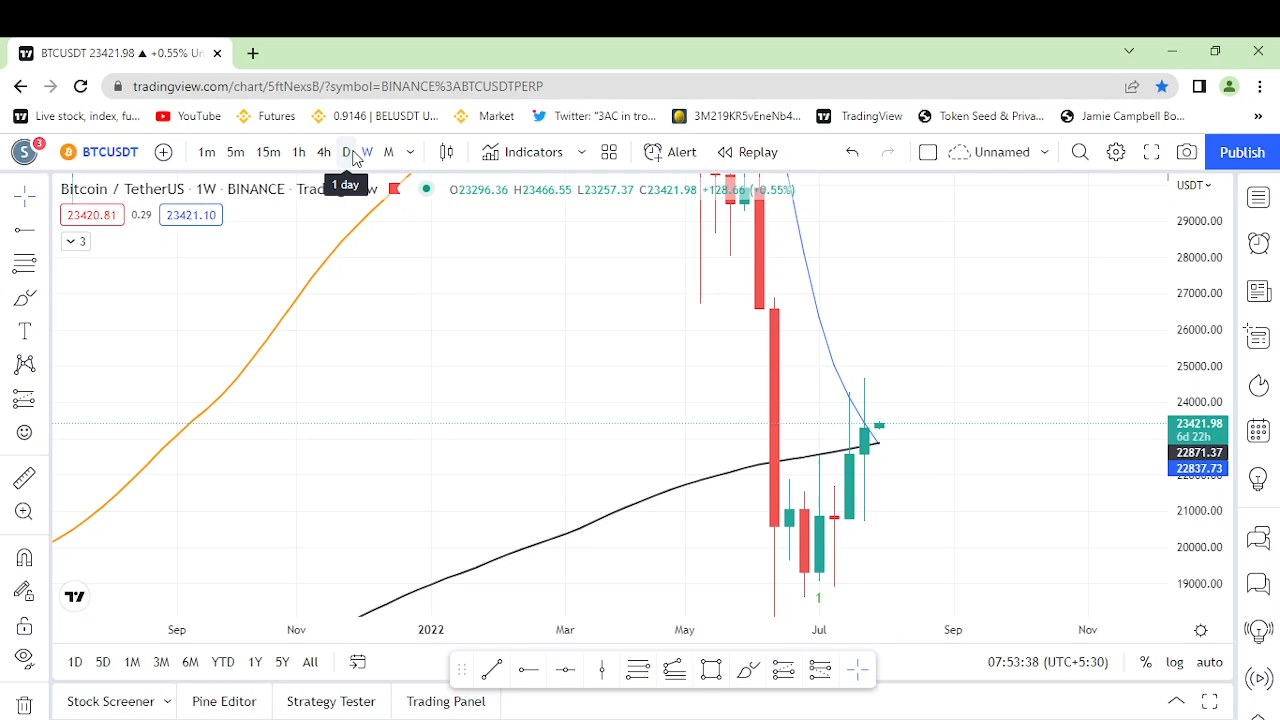 BTCUSDT 23421.98 ▲ +0.55% Un
tradingview.com/chart/5ftNexsB/?symbol=BINANCE%3ABTCUSDTPERP
Live stock, index, fu... YouTube Futures 0.9146 | BELUSDT U... Market Twitter: "3AC in tro... 3M219KR5vEneNb4... TradingView Token Seed & Priva... Jamie Campbell Bo... »
S 3 BTCUSDT 1m 5m 15m 1h 4h D W M Indicators Alert Replay Unnamed Publish
1 day
Bitcoin / TetherUS · 1W · BINANCE · O23296.36 H23466.55 L23257.37 C23421.98 +128.66 (+0.55%)
USDT
23420.81 0.29 23421.10
3
29000.00
28000.00
27000.00
26000.00
25000.00
24000.00
23421.98
6d 22h
22871.37
22837.73
21000.00
20000.00
19000.00
1
Sep Nov 2022 Mar May Jul Sep Nov
1D 5D 1M 3M 6M YTD 1Y 5Y All 07:53:38 (UTC+5:30) % log auto
Stock Screener Pine Editor Strategy Tester Trading Panel